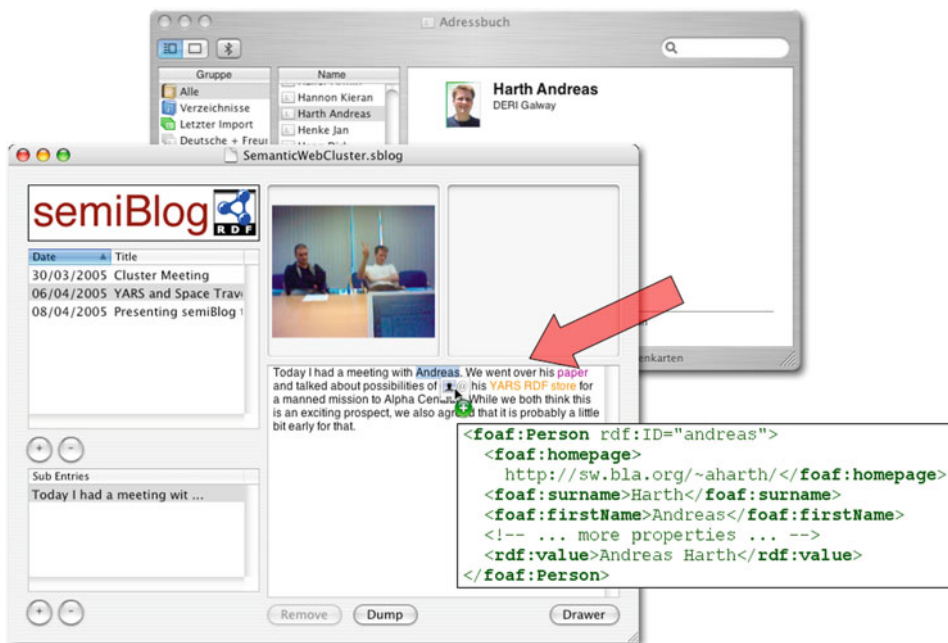 Adressbuch
Gruppe
Name
Alle
Verzeichnisse
Letzter Import
Deutsche + Freu
Hannon Kieran
Harth Andreas
Henke Jan
Harth Andreas
DERI Galway
enkarten
SemanticWebCluster.sblog
semiBlog
RDF
Date Title
30/03/2005 Cluster Meeting
06/04/2005 YARS and Space Trav
08/04/2005 Presenting semiBlog
Sub Entries
Today I had a meeting wit ...
Today I had a meeting with Andreas. We went over his paper
and talked about possibilities of his YARS RDF store for
a manned mission to Alpha While we both think this
is an exciting prospect, we also that it is probably a little
bit early for that.
<foaf:Person rdf:ID="andreas">
<foaf:homepage>
http://sw.bla.org/~aharth/</foaf:homepage>
<foaf:surname>Harth</foaf:surname>
<foaf:firstName>Andreas</foaf:firstName>
<!-- ... more properties ... -->
<rdf:value>Andreas Harth</rdf:value>
</foaf:Person>
Remove
Dump
Drawer